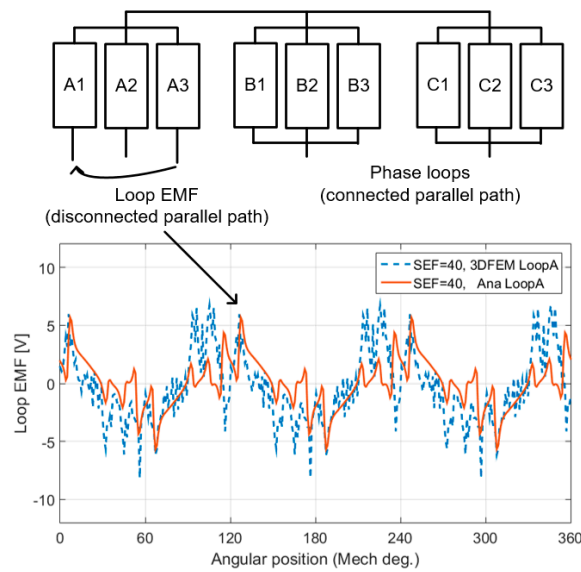 A1 A2 A3 B1 B2 B3 C1 C2 C3
Loop EMF
(disconnected parallel path)
Phase loops
(connected parallel path)
SEF=40, 3DFEM LoopA
SEF=40, Ana LoopA
Loop EMF [V]
10
5
0
-5
-10
0 60 120 180 240 300 360
Angular position (Mech deg.)